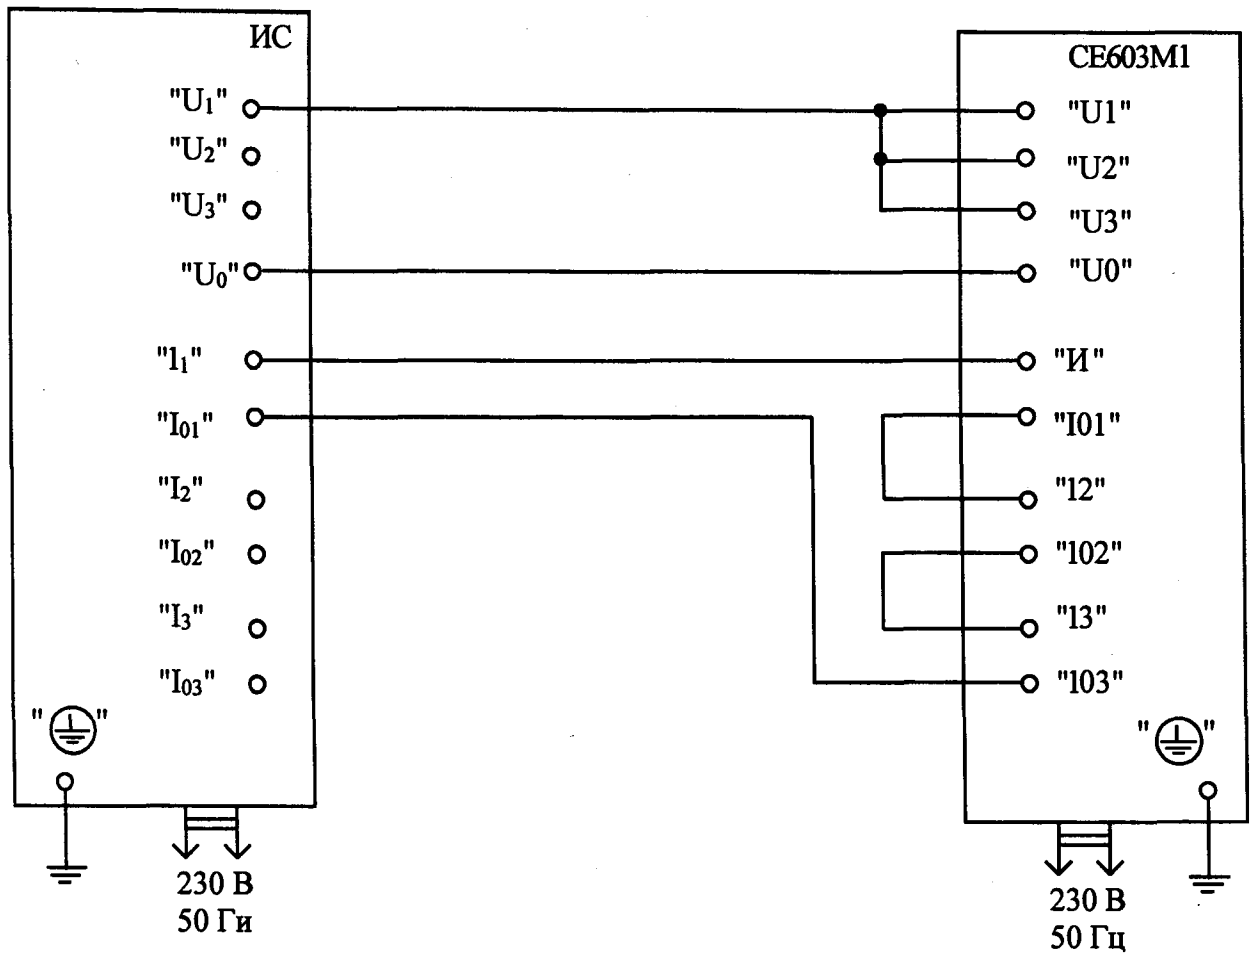 ИС
"U₁"
"U₂"
"U₃"
"U₀"
"I₁"
"I₀₁"
"I₂"
"I₀₂"
"I₃"
"I₀₃"
" "
230 В
50 Ги
СЕ603М1
"U1"
"U2"
"U3"
"U0"
"И"
"I01"
"I2"
"I02"
"I3"
"I03"
" "
230 В
50 Гц